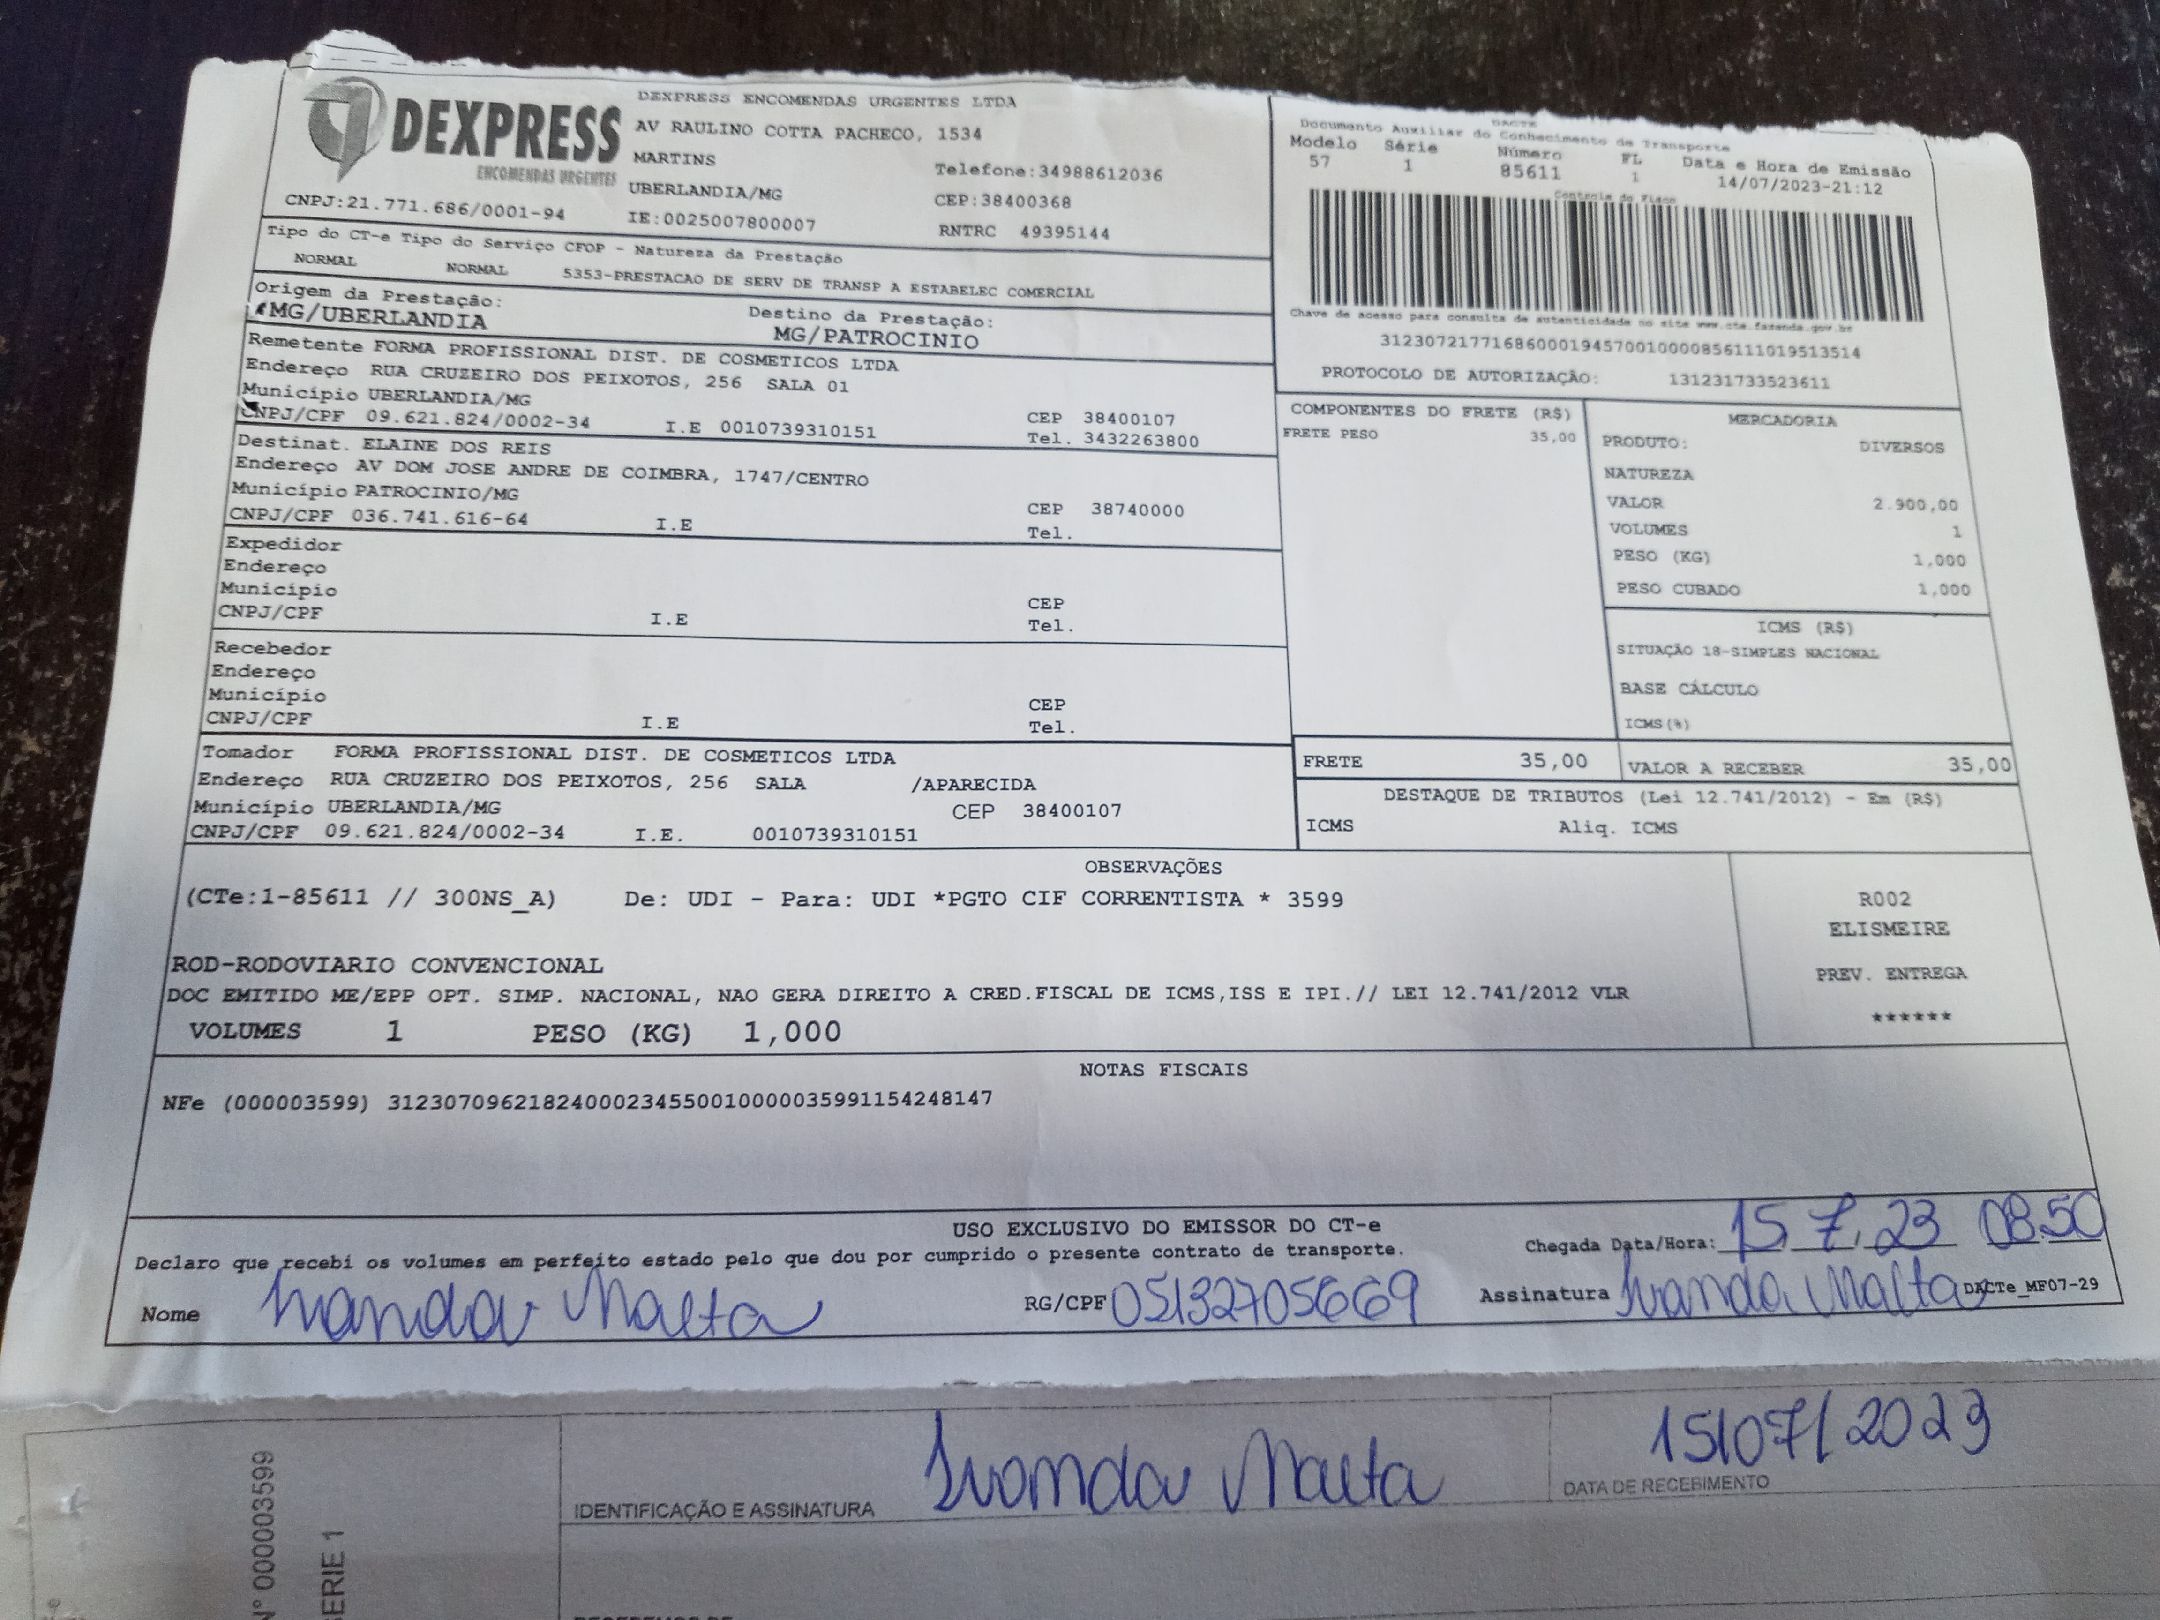 DEXPRESS
ENCOMENDAS URGENTES
CNPJ:21.771.686/0001-94
DEXPRESS ENCOMENDAS URGENTES LTDA
AV RAULINO COTTA PACHECO, 1534
MARTINS Telefone:34988612036
UBERLANDIA/MG CEP:38400368
IE:0025007800007 RNTRC 49395144
DACTE
Documento Auxiliar do Conhecimento de Transporte
Modelo Série Número FL Data e Hora de Emissão
57 1 85611 1 14/07/2023-21:12
Controle do Fisco
Chave de acesso para consulta de autenticidade no site www.cte.fazenda.gov.br
31230721771686000194570010000856111019513514
PROTOCOLO DE AUTORIZAÇÃO: 131231733523611
Tipo do CT-e Tipo do Serviço CFOP - Natureza da Prestação
NORMAL NORMAL 5353-PRESTACAO DE SERV DE TRANSP A ESTABELEC COMERCIAL
Origem da Prestação: Destino da Prestação:
MG/UBERLANDIA MG/PATROCINIO
Remetente FORMA PROFISSIONAL DIST. DE COSMETICOS LTDA
Endereço RUA CRUZEIRO DOS PEIXOTOS, 256 SALA 01
Município UBERLANDIA/MG CEP 38400107
CNPJ/CPF 09.621.824/0002-34 I.E 0010739310151 Tel. 3432263800
Destinat. ELAINE DOS REIS
Endereço AV DOM JOSE ANDRE DE COIMBRA, 1747/CENTRO
Município PATROCINIO/MG CEP 38740000
CNPJ/CPF 036.741.616-64 I.E Tel.
Expedidor
Endereço
Município CEP
CNPJ/CPF I.E Tel.
Recebedor
Endereço
Município CEP
CNPJ/CPF I.E Tel.
Tomador FORMA PROFISSIONAL DIST. DE COSMETICOS LTDA
Endereço RUA CRUZEIRO DOS PEIXOTOS, 256 SALA /APARECIDA
Município UBERLANDIA/MG CEP 38400107
CNPJ/CPF 09.621.824/0002-34 I.E. 0010739310151
COMPONENTES DO FRETE (R$)
FRETE PESO 35,00
MERCADORIA
PRODUTO: DIVERSOS
NATUREZA
VALOR 2.900,00
VOLUMES 1
PESO (KG) 1,000
PESO CUBADO 1,000
ICMS (R$)
SITUAÇÃO 18-SIMPLES NACIONAL
BASE CÁLCULO
ICMS(%)
FRETE 35,00 VALOR A RECEBER 35,00
DESTAQUE DE TRIBUTOS (Lei 12.741/2012) - Em (R$)
ICMS Aliq. ICMS
OBSERVAÇÕES
(CTe:1-85611 // 300NS_A) De: UDI - Para: UDI *PGTO CIF CORRENTISTA * 3599
ROD-RODOVIARIO CONVENCIONAL
DOC EMITIDO ME/EPP OPT. SIMP. NACIONAL, NAO GERA DIREITO A CRED.FISCAL DE ICMS,ISS E IPI.// LEI 12.741/2012 VLR
VOLUMES 1 PESO (KG) 1,000
R002
ELISMEIRE
PREV. ENTREGA
******
NOTAS FISCAIS
NFe (000003599) 31230709621824000234550010000035991154248147
USO EXCLUSIVO DO EMISSOR DO CT-e
Declaro que recebi os volumes em perfeito estado pelo que dou por cumprido o presente contrato de transporte. Chegada Data/Hora: 15 7 23 08:50
Nome Ivanda Malta RG/CPF 051327056669 Assinatura Ivanda Malta DACTe_MF07-29
N° 000003599
SERIE 1
IDENTIFICAÇÃO E ASSINATURA Ivanda Malta
15/07/2023
DATA DE RECEBIMENTO